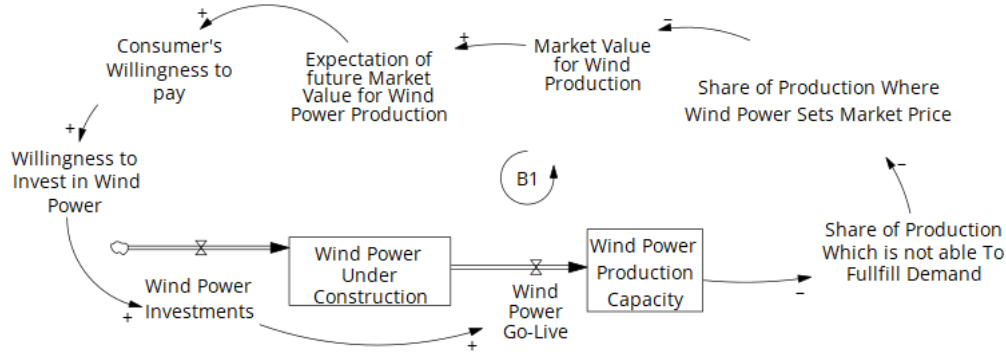 Consumer's
Willingness to
pay
Expectation of
future Market
Value for Wind
Power Production
Market Value
for Wind
Production
Share of Production Where
Wind Power Sets Market Price
Willingness to
Invest in Wind
Power
B1
Share of Production
Which is not able To
Fullfill Demand
Wind Power
Investments
Wind Power
Under
Construction
Wind
Power
Go-Live
Wind Power
Production
Capacity
+
+
−
+
−
−
+
+